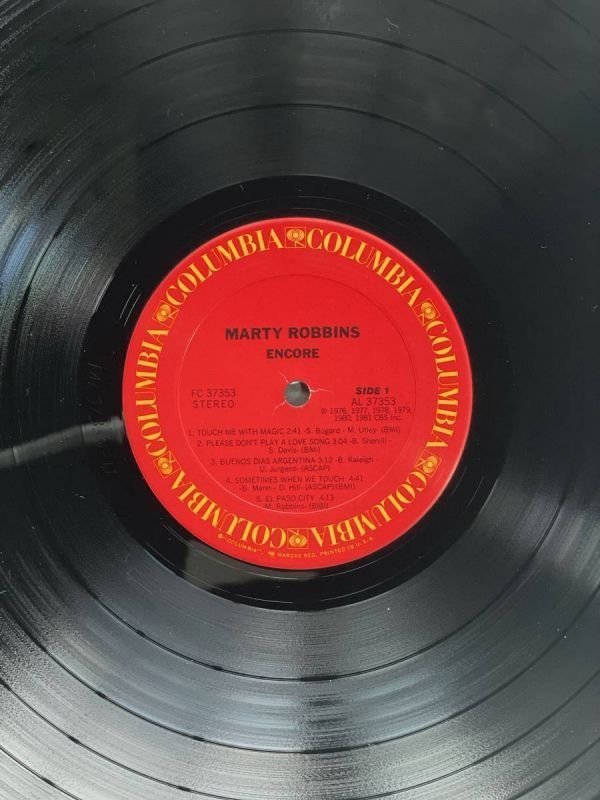 COLUMBIA COLUMBIA COLUMBIA COLUMBIA COLUMBIA COLUMBIA
MARTY ROBBINS
ENCORE
FC 37353
STEREO
SIDE 1
AL 37353
℗ 1976, 1977, 1978, 1979,
1980, 1981 CBS Inc.
1. TOUCH ME WITH MAGIC 2:41 -S. Bogard - M. Utley- (BMI)
2. PLEASE DON'T PLAY A LOVE SONG 3:04 -B. Sherrill -
S. Davis- (BMI)
3. BUENOS DIAS ARGENTINA 3:12 -B. Raleigh -
U. Jurgens- (ASCAP)
4. SOMETIMES WHEN WE TOUCH 4:41
-B. Mann - D. Hill- (ASCAP)(BMI)
5. EL PASO CITY 4:13
-M. Robbins- (BMI)
®-"COLUMBIA", MARCAS REG. PRINTED IN U.S.A.